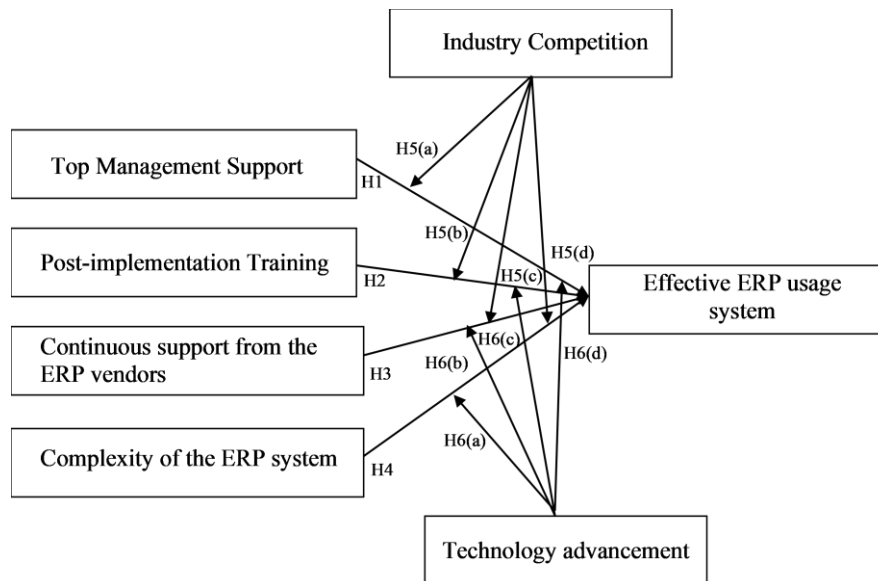 Industry Competition
H5(a)
Top Management Support
H1
H5(b)
Post-implementation Training
H2
H5(c)
H5(d)
Effective ERP usage
system
Continuous support from the
ERP vendors
H3
H6(b)
H6(c)
H6(d)
Complexity of the ERP system
H4
H6(a)
Technology advancement